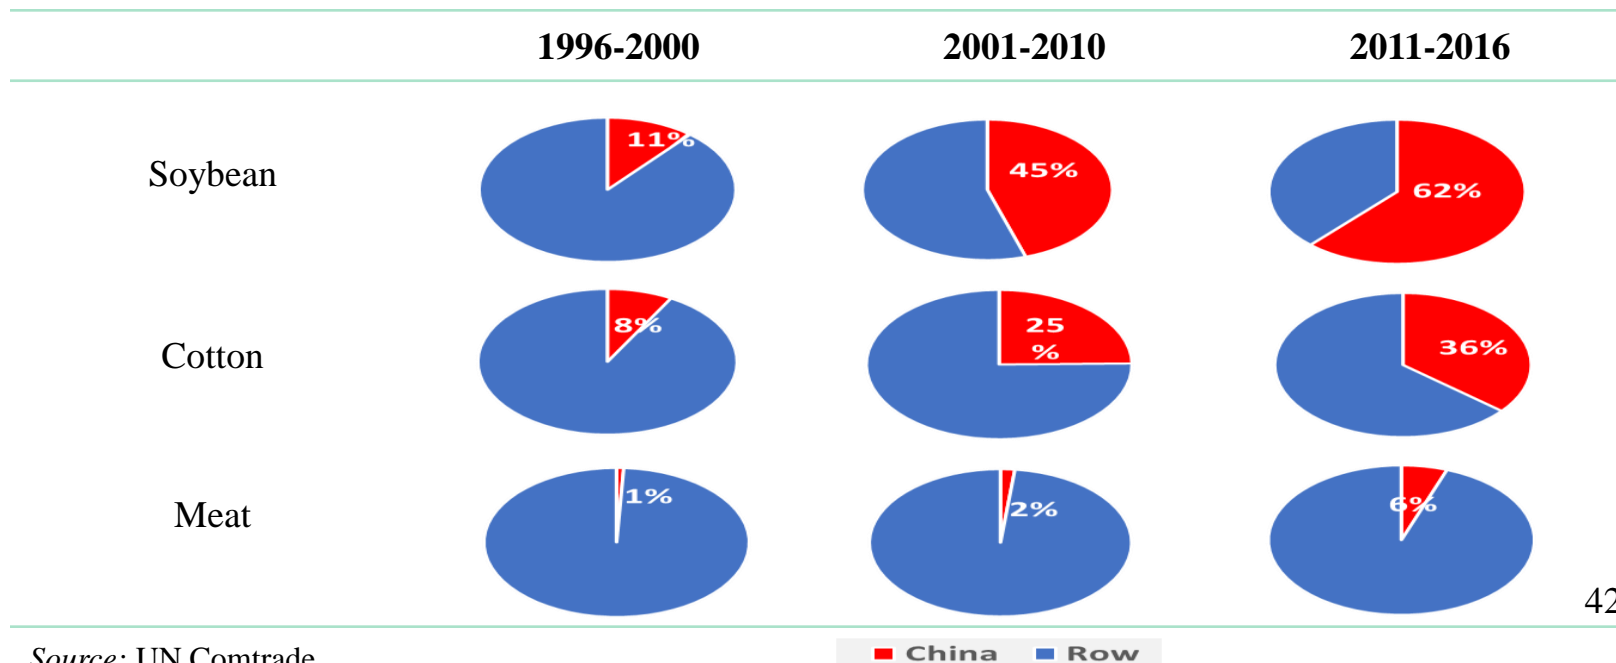 1996-2000 2001-2010 2011-2016
Soybean 11% 45% 62%
Cotton 8% 25
% 36%
Meat 1% 2% 6%
42
Source: UN Comtrade
China Row